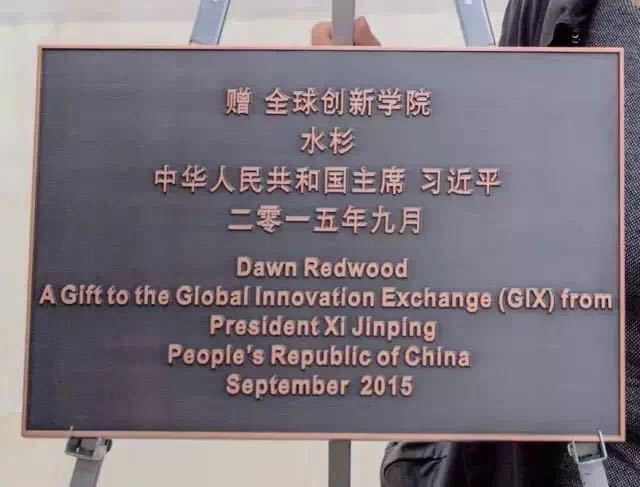 赠 全球创新学院
水杉
中华人民共和国主席 习近平
二零一五年九月
Dawn Redwood
A Gift to the Global Innovation Exchange (GIX) from
President Xi Jinping
People's Republic of China
September 2015